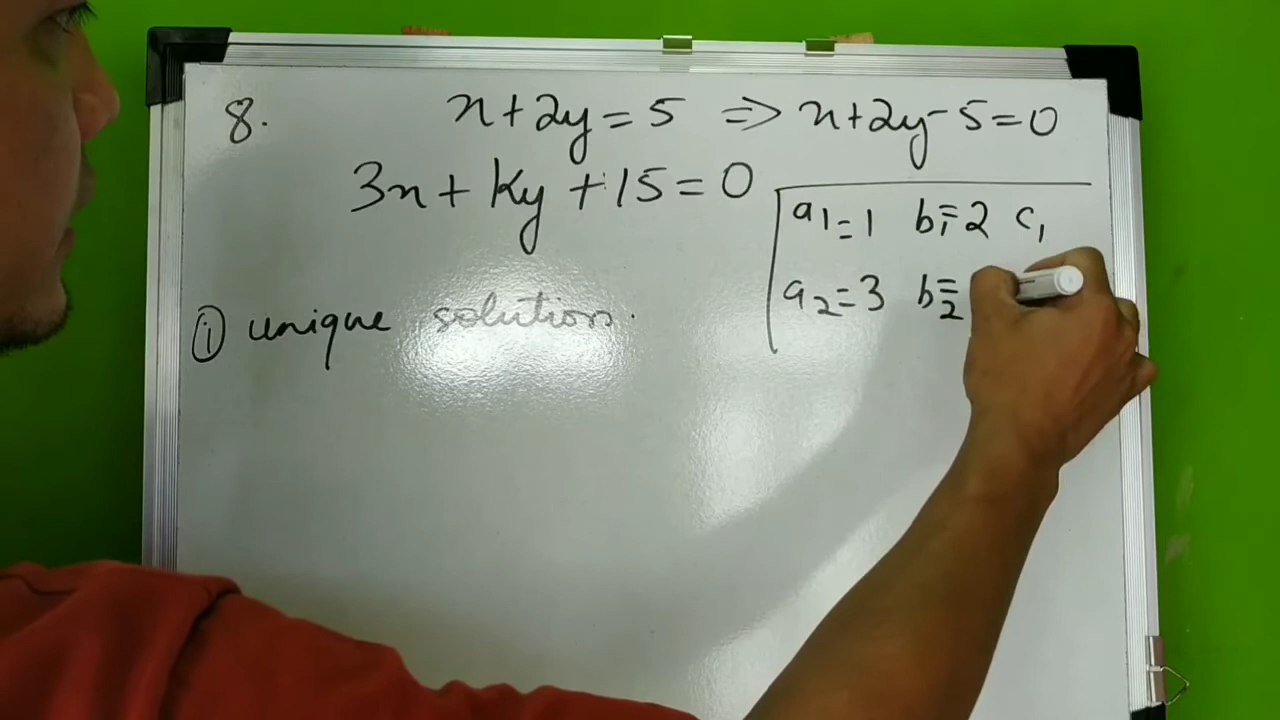 8. x+2y=5 ⇒ x+2y-5=0
3x+ky+15=0
a₁=1 b₁=2 c₁
a₂=3 b₂=
① unique solution.